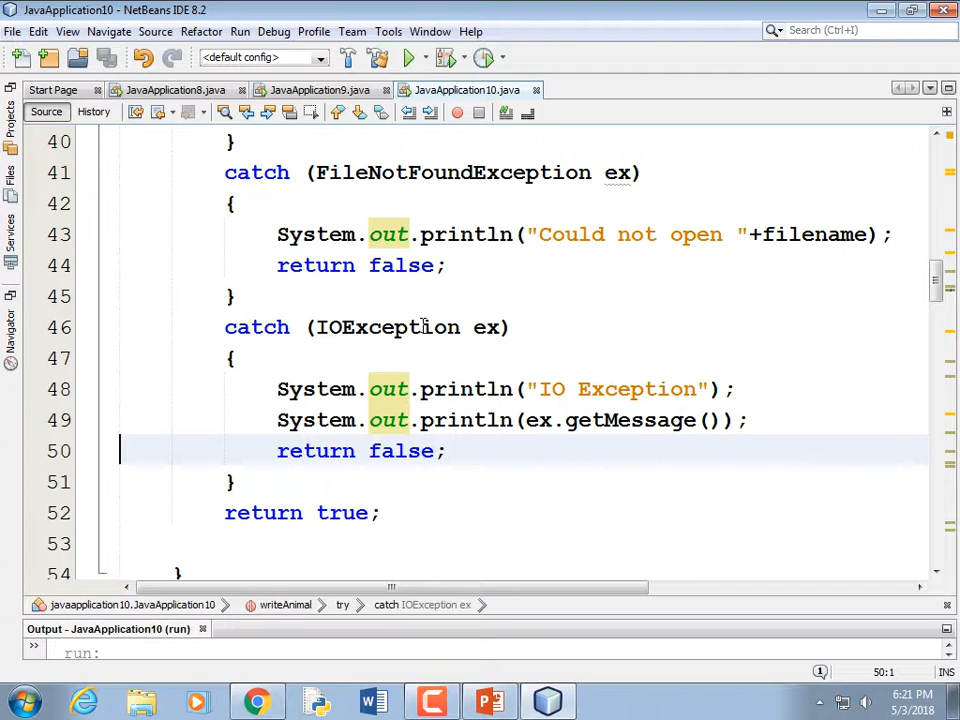 JavaApplication10 - NetBeans IDE 8.2
File Edit View Navigate Source Refactor Run Debug Profile Team Tools Window Help
Search (Ctrl+I)
<default config>
Start Page JavaApplication8.java JavaApplication9.java JavaApplication10.java
Source History
Projects
Files
Services
Navigator
40 }
41 catch (FileNotFoundException ex)
42 {
43 System.out.println("Could not open "+filename);
44 return false;
45 }
46 catch (IOException ex)
47 {
48 System.out.println("IO Exception");
49 System.out.println(ex.getMessage());
50 return false;
51 }
52 return true;
53
54 }
javaapplication10.JavaApplication10 writeAnimal try catch IOException ex
Output - JavaApplication10 (run)
>> run:
1 50:1 INS
6:21 PM
5/3/2018